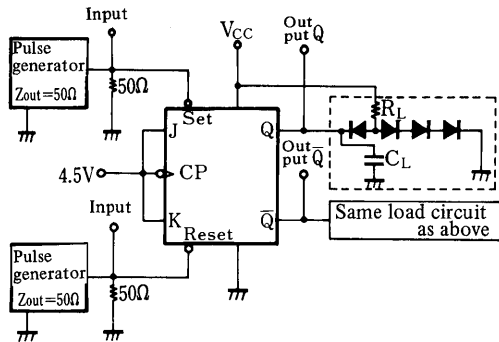 Input
Pulse
generator
Zout=50Ω
50Ω
VCC
Out
put Q
RL
CL
Set
J
Q
4.5V
CP
K
Q̅
Reset
Out
put Q̅
Same load circuit
as above
Input
Pulse
generator
Zout=50Ω
50Ω